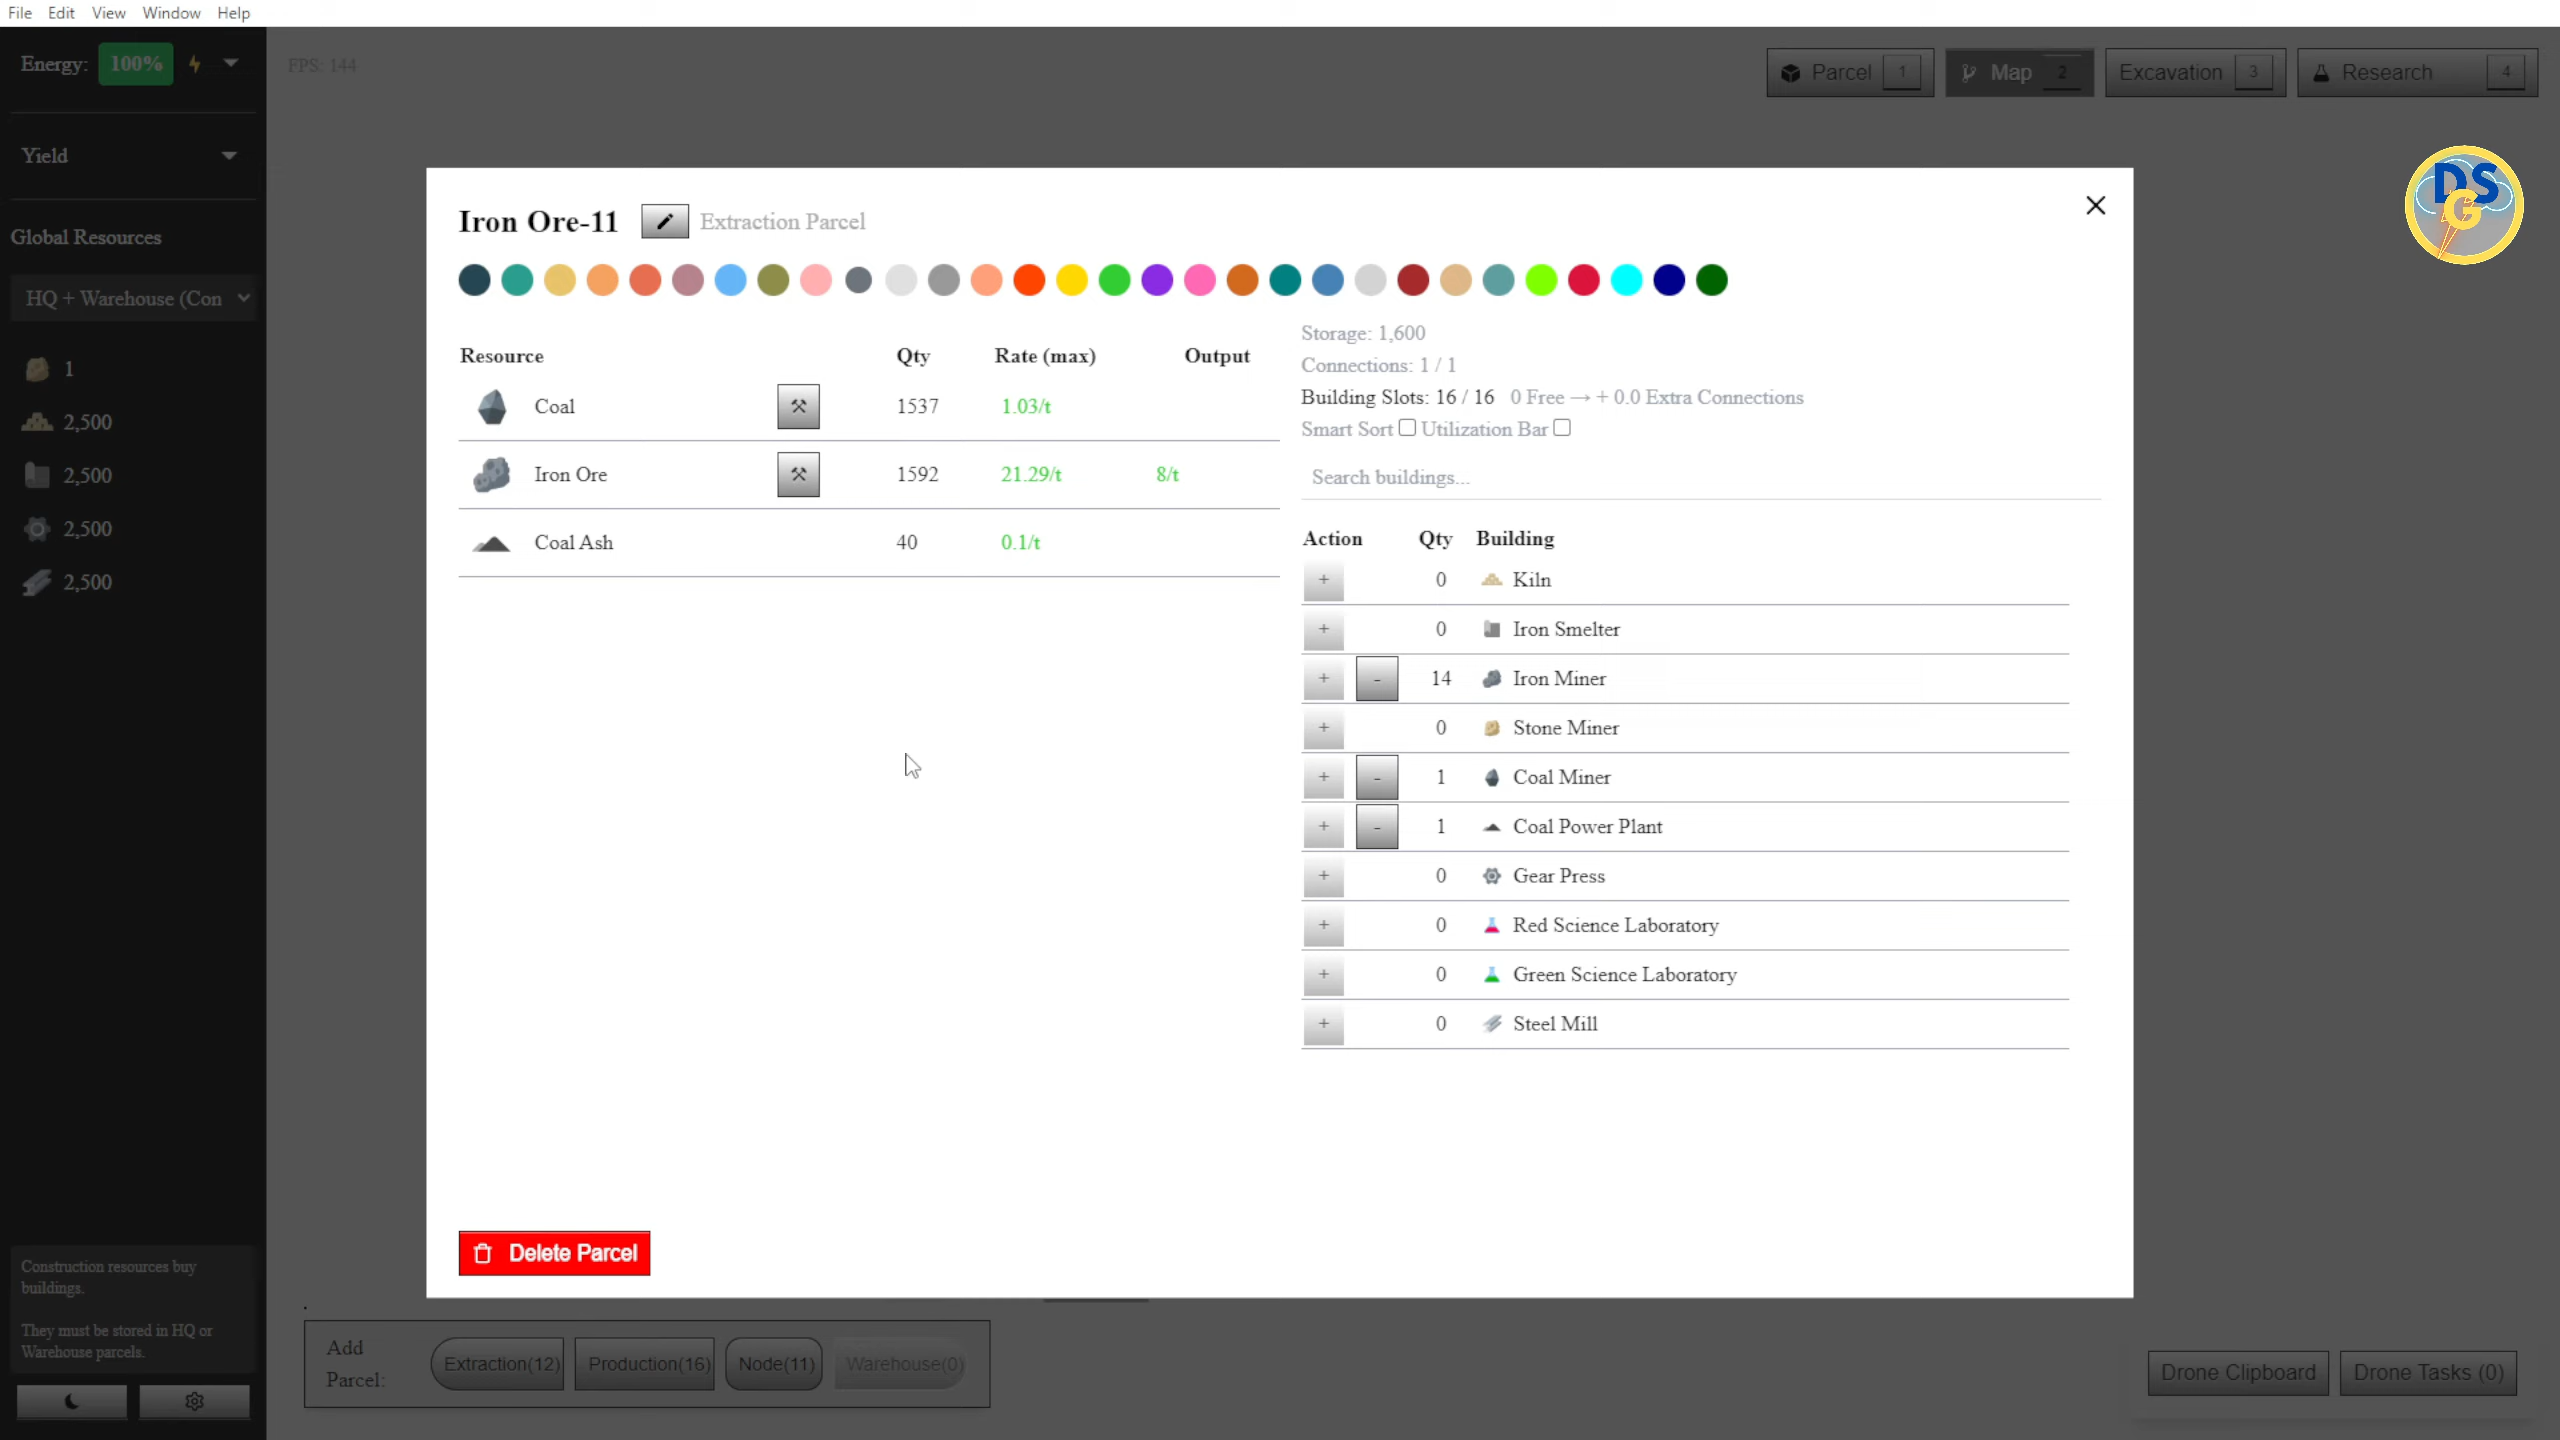 File Edit View Window Help
Energy: 100%
FPS: 144
Parcel 1
Map 2
Excavation 3
Research 4
Yield
Global Resources
HQ + Warehouse (Con
1
2,500
2,500
2,500
2,500
DSG
Iron Ore-11 Extraction Parcel
Resource Qty Rate (max) Output
Coal 1537 1.03/t
Iron Ore 1592 21.29/t 8/t
Coal Ash 40 0.1/t
Storage: 1,600
Connections: 1 / 1
Building Slots: 16 / 16 0 Free → + 0.0 Extra Connections
Smart Sort Utilization Bar
Search buildings...
Action Qty Building
+ 0 Kiln
+ 0 Iron Smelter
+ - 14 Iron Miner
+ 0 Stone Miner
+ - 1 Coal Miner
+ - 1 Coal Power Plant
+ 0 Gear Press
+ 0 Red Science Laboratory
+ 0 Green Science Laboratory
+ 0 Steel Mill
Delete Parcel
Construction resources buy
buildings.
They must be stored in HQ or
Warehouse parcels.
Add
Parcel:
Extraction(12) Production(16) Node(11) Warehouse(0)
Drone Clipboard Drone Tasks (0)